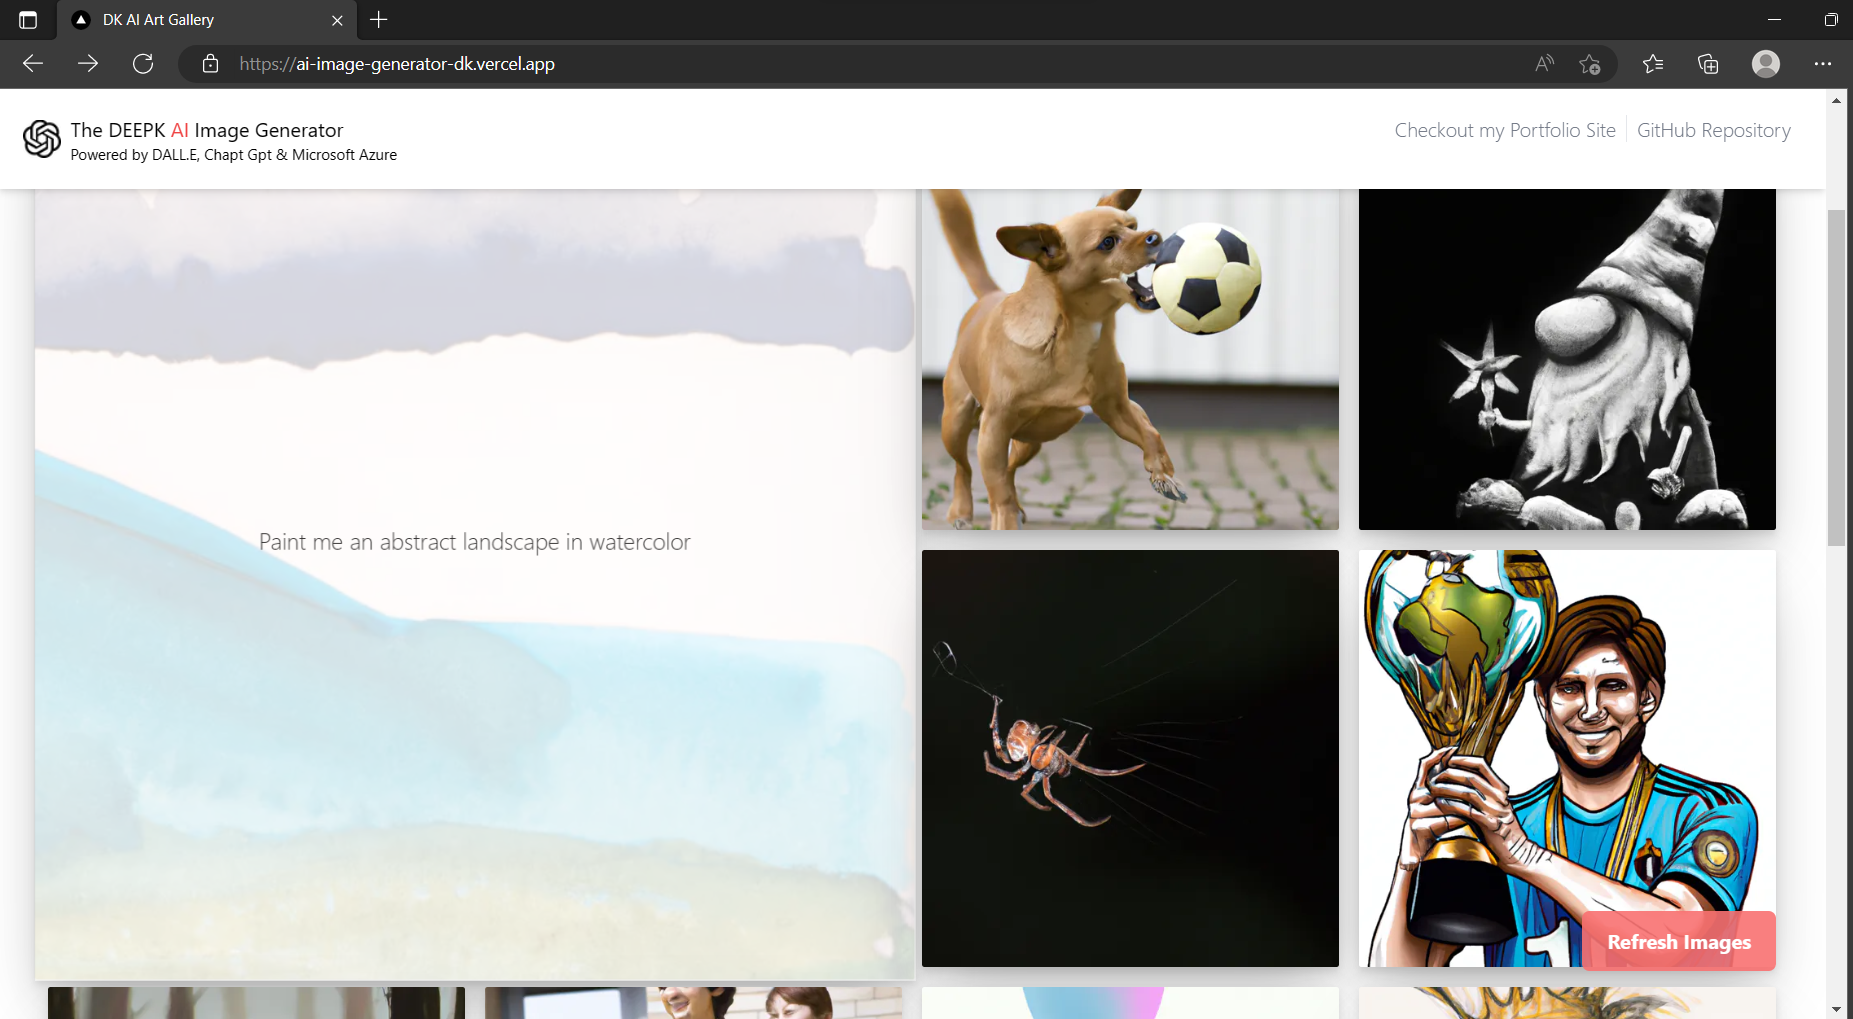 DK AI Art Gallery
https://ai-image-generator-dk.vercel.app
The DEEPK AI Image Generator
Powered by DALL.E, Chapt Gpt & Microsoft Azure
Checkout my Portfolio Site
GitHub Repository
Paint me an abstract landscape in watercolor
1
Refresh Images